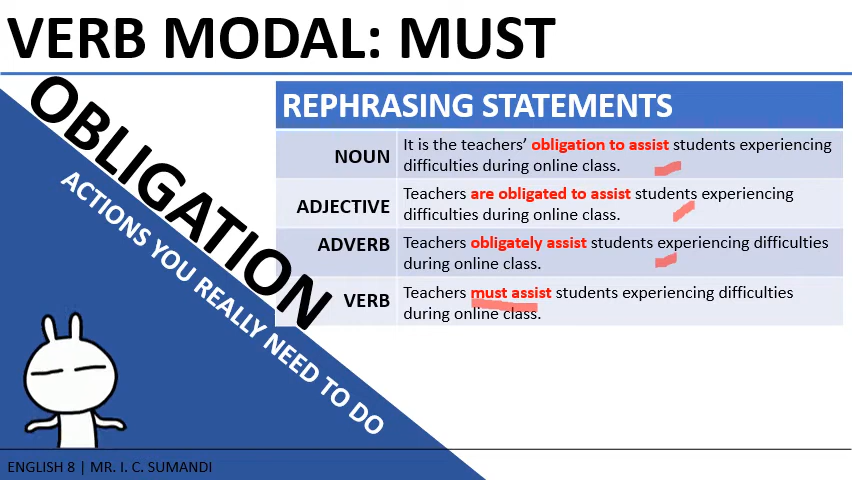 VERB MODAL: MUST
OBLIGATION
ACTIONS YOU REALLY NEED TO DO
REPHRASING STATEMENTS
NOUN
It is the teachers’ obligation to assist students experiencing
difficulties during online class.
ADJECTIVE
Teachers are obligated to assist students experiencing
difficulties during online class.
ADVERB
Teachers obligately assist students experiencing difficulties
during online class.
VERB
Teachers must assist students experiencing difficulties
during online class.
ENGLISH 8 | MR. I. C. SUMANDI